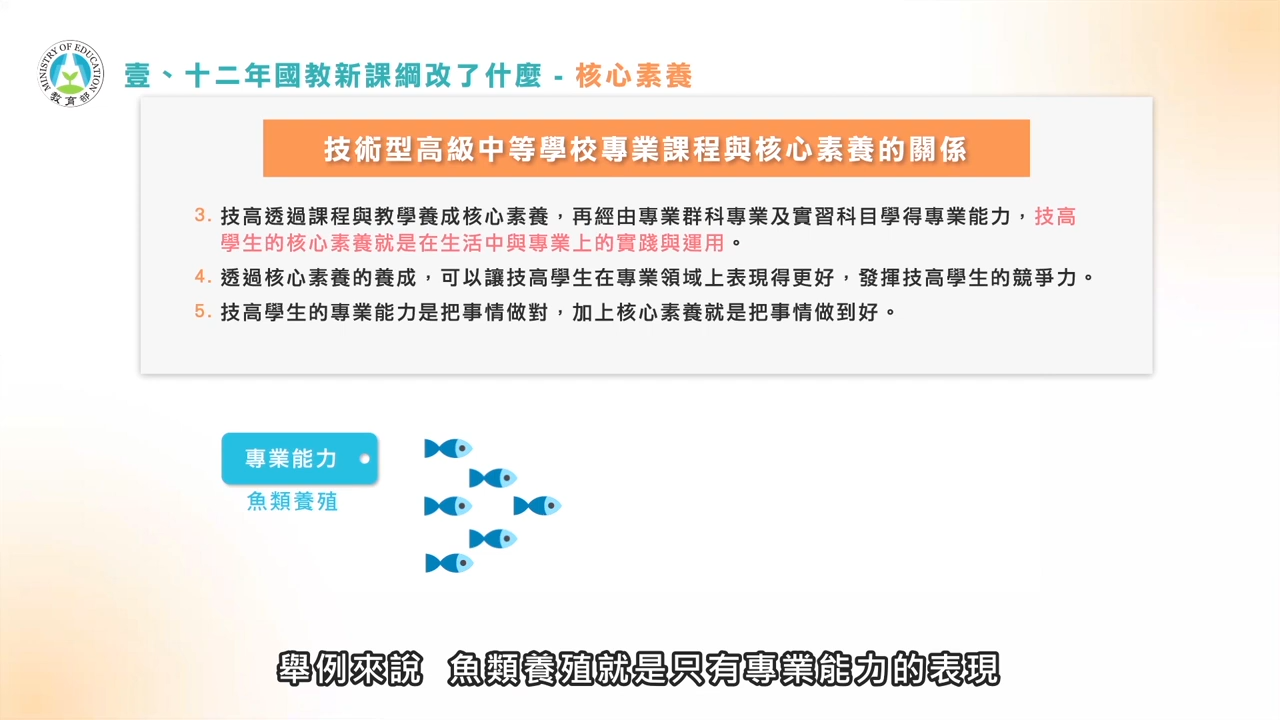 MINISTRY OF EDUCATION
教育部
壹、十二年國教新課綱改了什麼 - 核心素養
技術型高級中等學校專業課程與核心素養的關係
3. 技高透過課程與教學養成核心素養，再經由專業群科專業及實習科目學得專業能力，技高
學生的核心素養就是在生活中與專業上的實踐與運用。
4. 透過核心素養的養成，可以讓技高學生在專業領域上表現得更好，發揮技高學生的競爭力。
5. 技高學生的專業能力是把事情做對，加上核心素養就是把事情做到好。
專業能力
魚類養殖
舉例來說 魚類養殖就是只有專業能力的表現